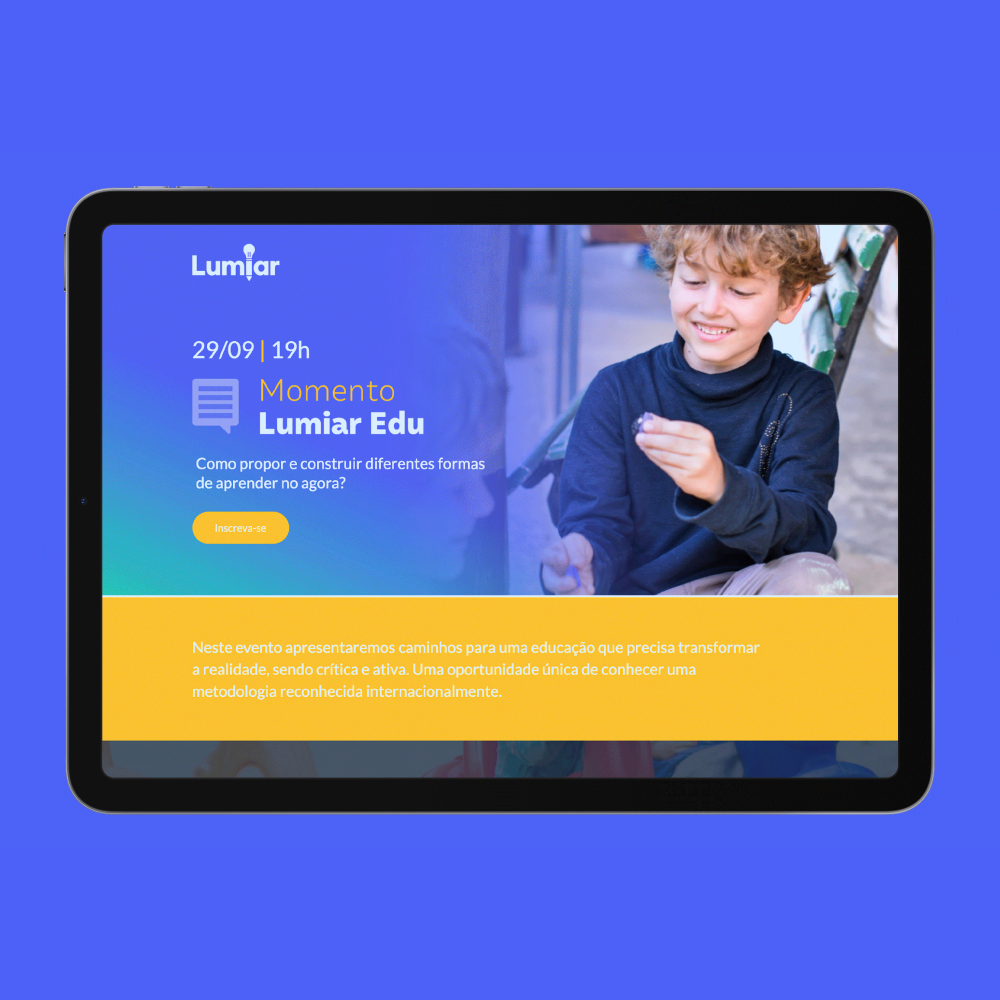 Lumiar
29/09 | 19h
Momento
Lumiar Edu
Como propor e construir diferentes formas
de aprender no agora?
Inscreva-se
Neste evento apresentaremos caminhos para uma educação que precisa transformar
a realidade, sendo crítica e ativa. Uma oportunidade única de conhecer uma
metodologia reconhecida internacionalmente.